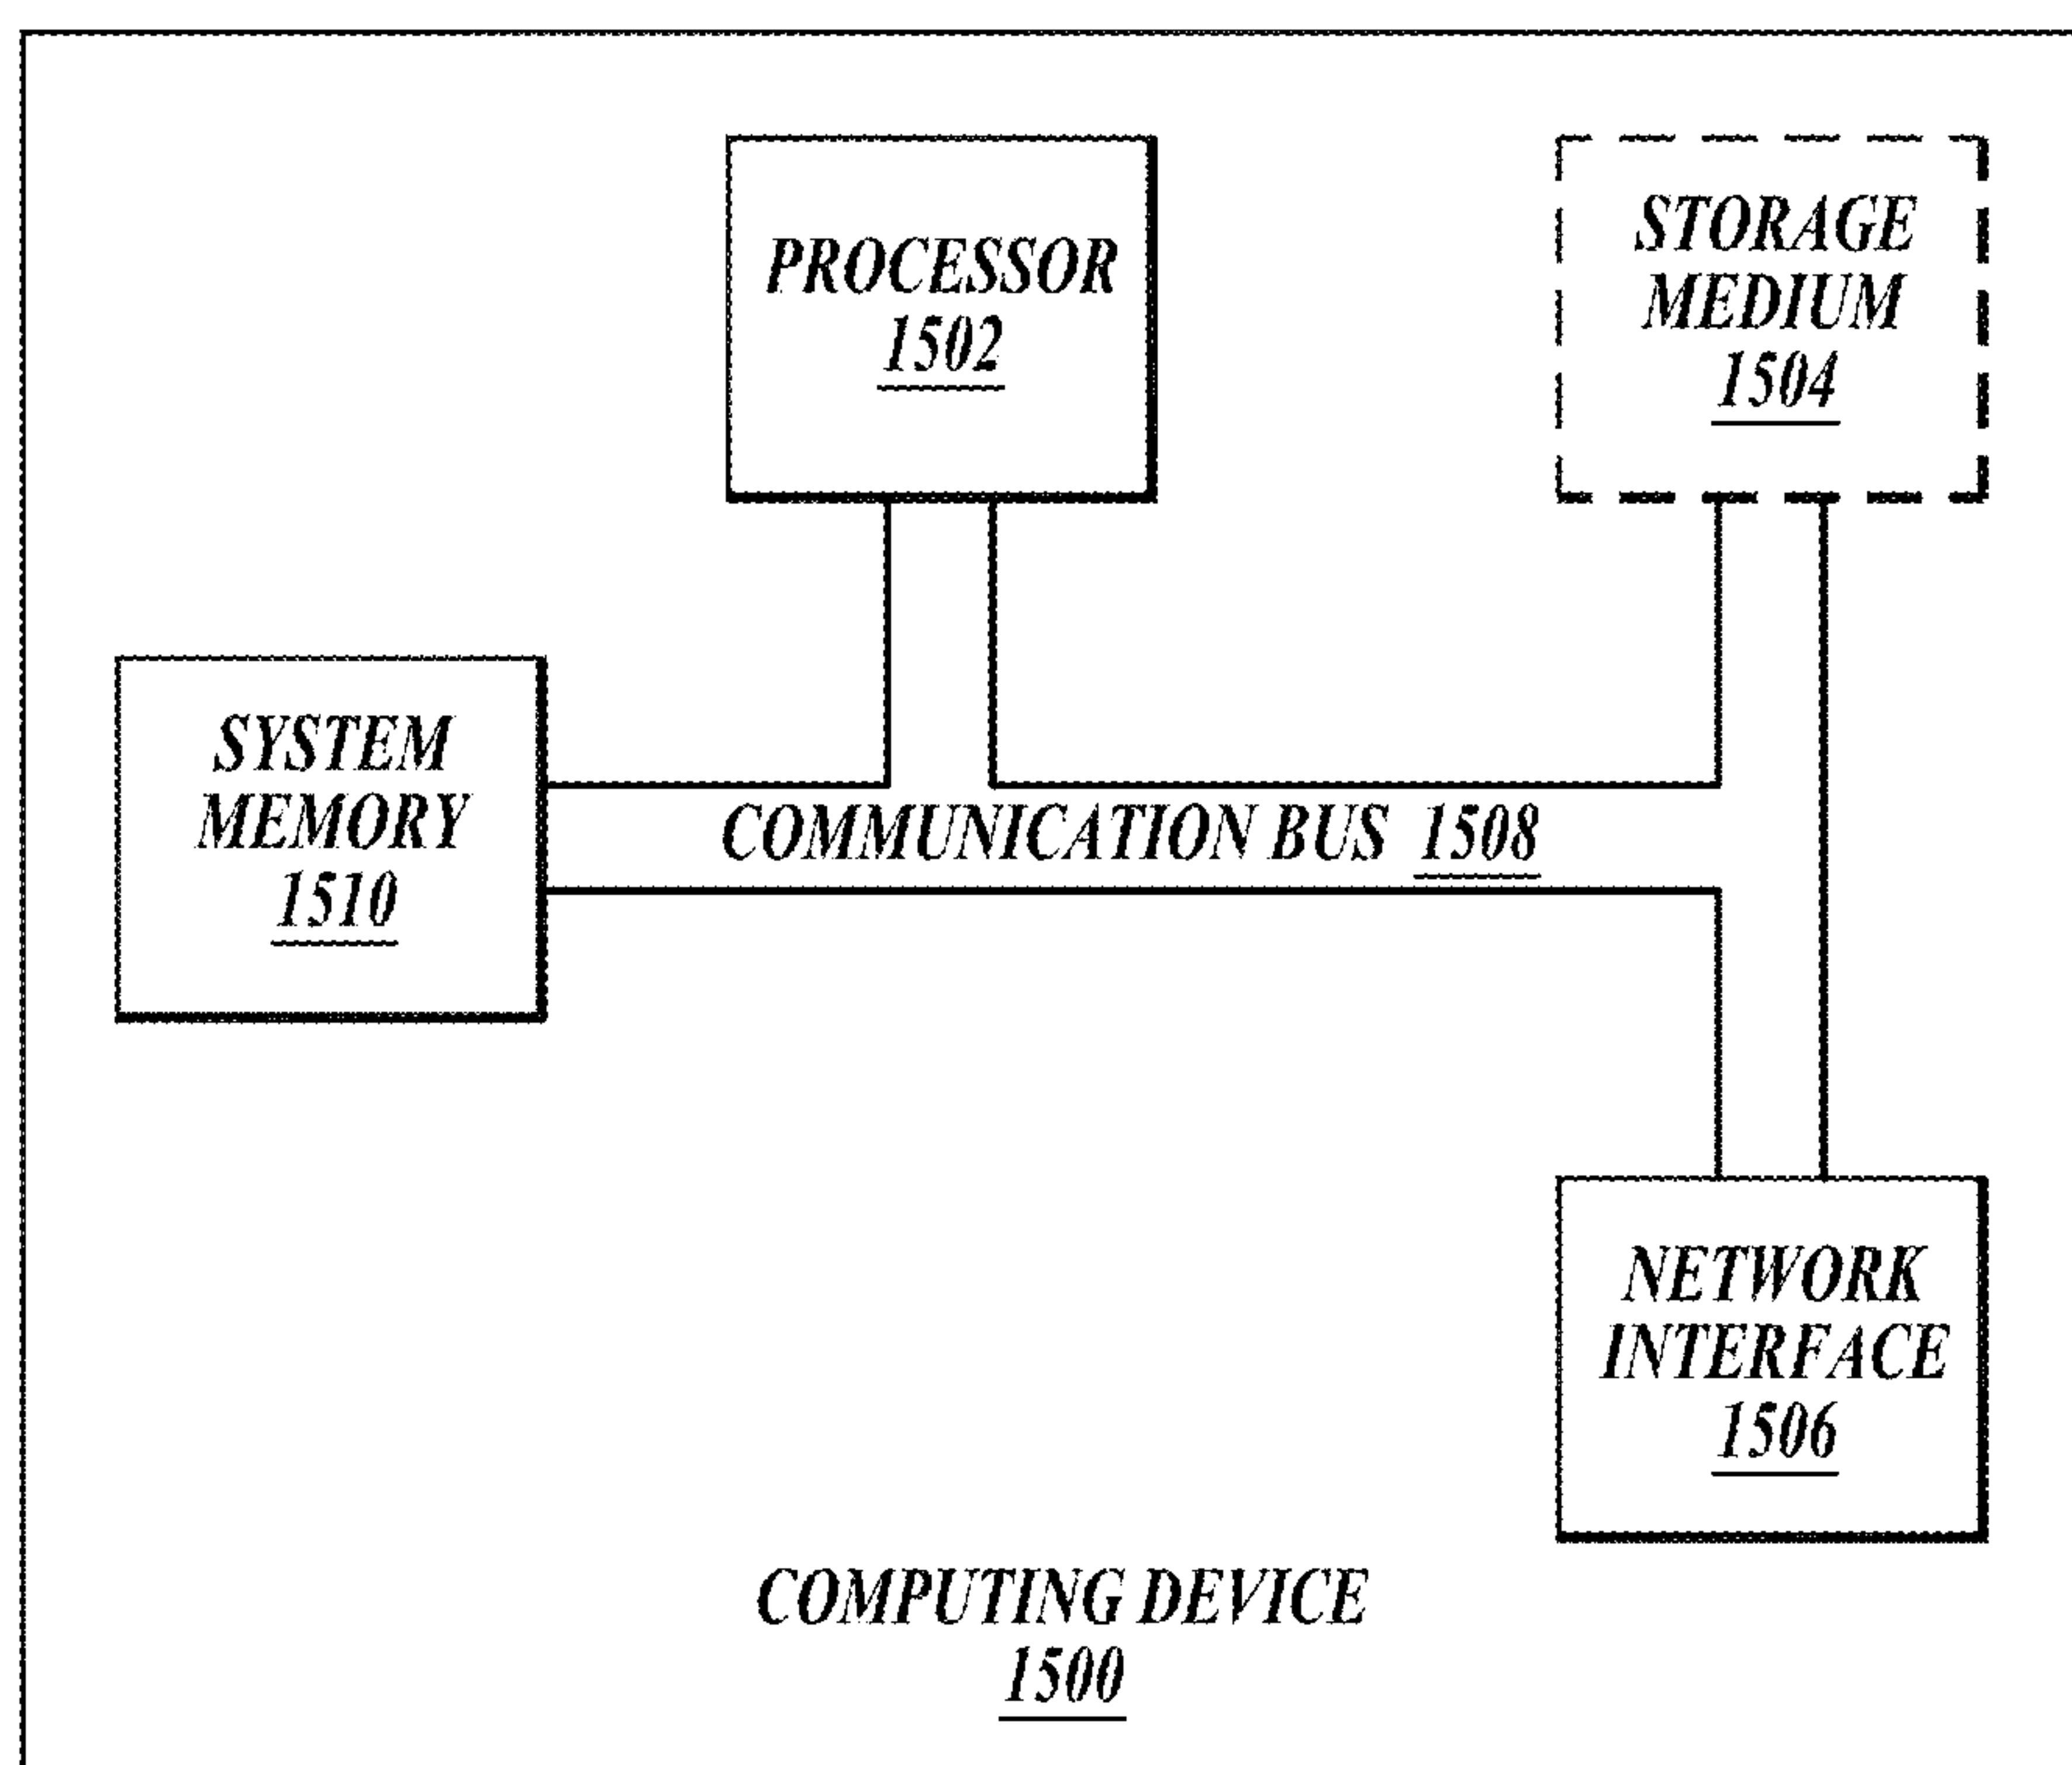 PROCESSOR
1502
STORAGE
MEDIUM
1504
SYSTEM
MEMORY
1510
COMMUNICATION BUS 1508
NETWORK
INTERFACE
1506
COMPUTING DEVICE
1500